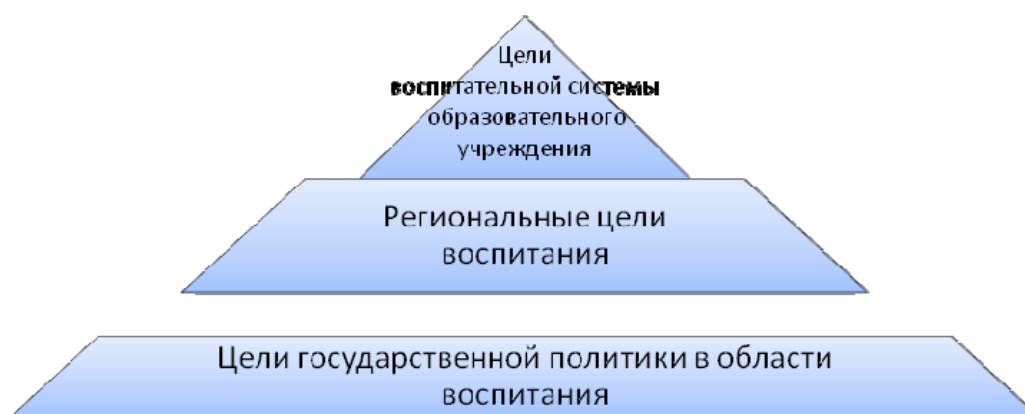 Цели
воспитательной системы
образовательного
учреждения
Региональные цели
воспитания
Цели государственной политики в области
воспитания